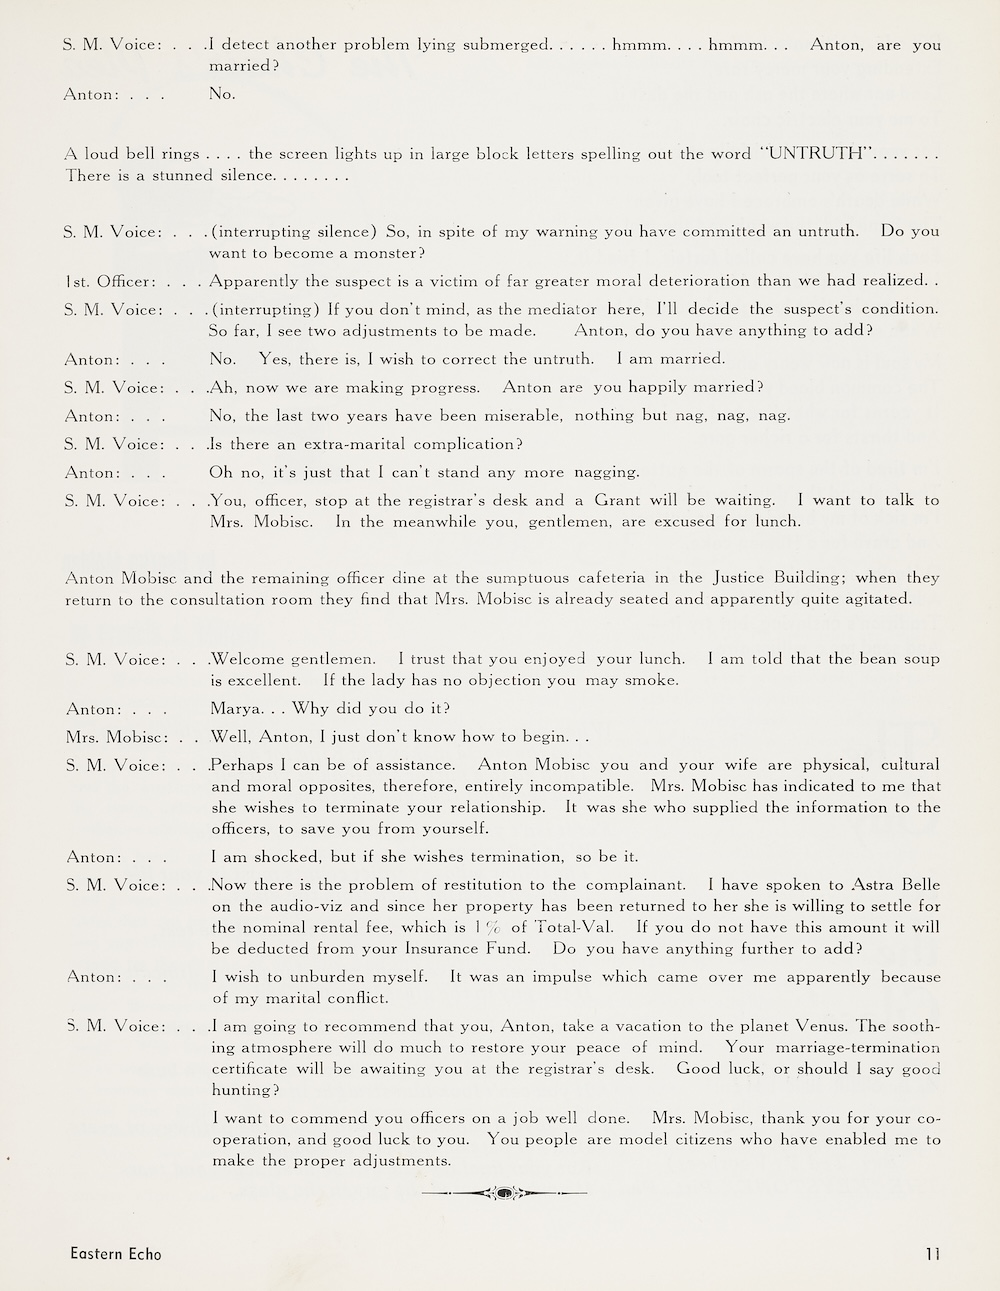 S. M. Voice: . . .I detect another problem lying submerged. . . . . . hmmm. . . . hmmm. . . Anton, are you
married?
Anton: . . . No.
A loud bell rings . . . . the screen lights up in large block letters spelling out the word "UNTRUTH". . . . . . .
There is a stunned silence. . . . . . . .
S. M. Voice: . . . (interrupting silence) So, in spite of my warning you have committed an untruth. Do you
want to become a monster?
1st. Officer: . . . Apparently the suspect is a victim of far greater moral deterioration than we had realized. .
S. M. Voice: . . . (interrupting) If you don't mind, as the mediator here, I'll decide the suspect's condition.
So far, I see two adjustments to be made. Anton, do you have anything to add?
Anton: . . . No. Yes, there is, I wish to correct the untruth. I am married.
S. M. Voice: . . .Ah, now we are making progress. Anton are you happily married?
Anton: . . . No, the last two years have been miserable, nothing but nag, nag, nag.
S. M. Voice: . . .Is there an extra-marital complication?
Anton: . . . Oh no, it's just that I can't stand any more nagging.
S. M. Voice: . . .You, officer, stop at the registrar's desk and a Grant will be waiting. I want to talk to
Mrs. Mobisc. In the meanwhile you, gentlemen, are excused for lunch.
Anton Mobisc and the remaining officer dine at the sumptuous cafeteria in the Justice Building; when they
return to the consultation room they find that Mrs. Mobisc is already seated and apparently quite agitated.
S. M. Voice: . . .Welcome gentlemen. I trust that you enjoyed your lunch. I am told that the bean soup
is excellent. If the lady has no objection you may smoke.
Anton: . . . Marya. . . Why did you do it?
Mrs. Mobisc: . . Well, Anton, I just don't know how to begin. . .
S. M. Voice: . . .Perhaps I can be of assistance. Anton Mobisc you and your wife are physical, cultural
and moral opposites, therefore, entirely incompatible. Mrs. Mobisc has indicated to me that
she wishes to terminate your relationship. It was she who supplied the information to the
officers, to save you from yourself.
Anton: . . . I am shocked, but if she wishes termination, so be it.
S. M. Voice: . . .Now there is the problem of restitution to the complainant. I have spoken to Astra Belle
on the audio-viz and since her property has been returned to her she is willing to settle for
the nominal rental fee, which is 1% of Total-Val. If you do not have this amount it will
be deducted from your Insurance Fund. Do you have anything further to add?
Anton: . . . I wish to unburden myself. It was an impulse which came over me apparently because
of my marital conflict.
S. M. Voice: . . .I am going to recommend that you, Anton, take a vacation to the planet Venus. The sooth-
ing atmosphere will do much to restore your peace of mind. Your marriage-termination
certificate will be awaiting you at the registrar's desk. Good luck, or should I say good
hunting?
I want to commend you officers on a job well done. Mrs. Mobisc, thank you for your co-
operation, and good luck to you. You people are model citizens who have enabled me to
make the proper adjustments.
Eastern Echo 11